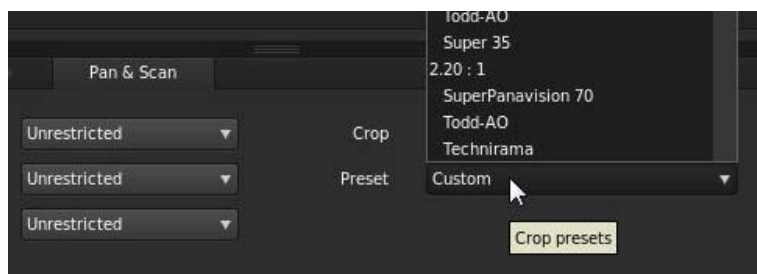 Todd-AO
Super 35
Pan & Scan
2.20 : 1
SuperPanavision 70
Todd-AO
Unrestricted
Crop
Technirama
Unrestricted
Preset
Custom
Unrestricted
Crop presets